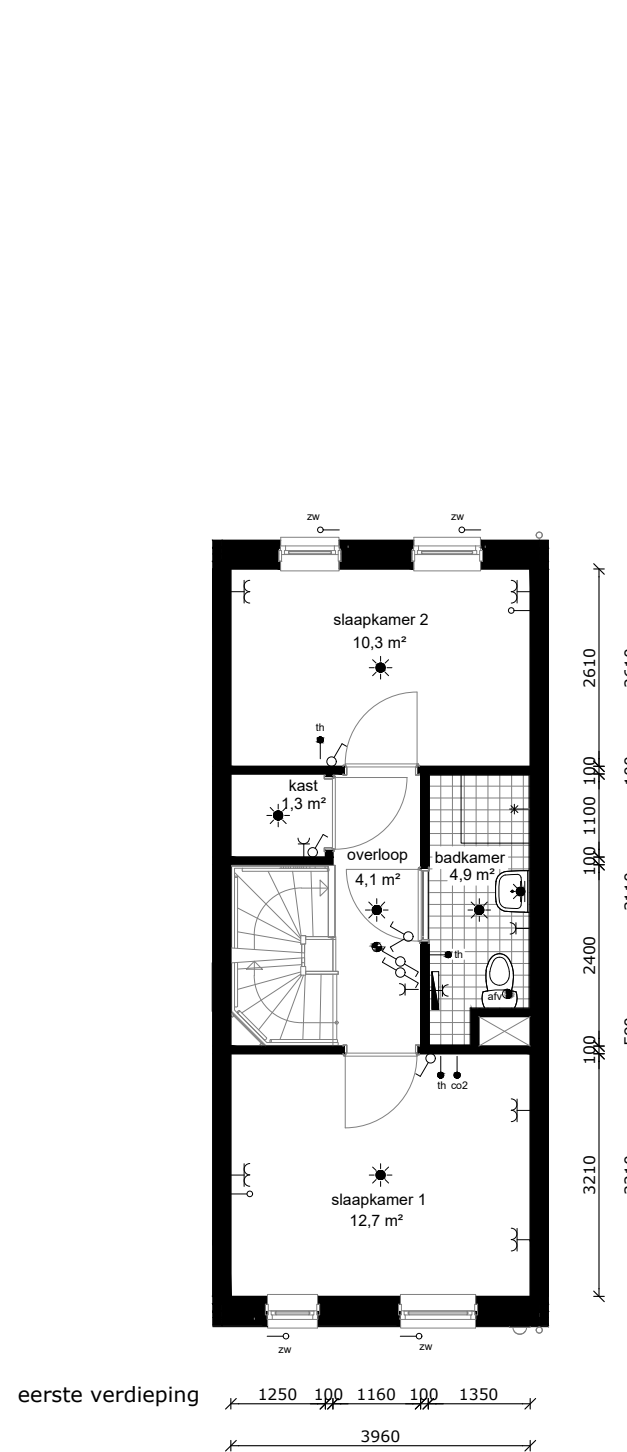 zw
zw
slaapkamer 2
10,3 m²
2610
th
100
kast
1,3 m²
1100
overloop
badkamer
4,1 m²
4,9 m²
100
th
2400
afv
100
th co2
3210
slaapkamer 1
12,7 m²
zw
zw
eerste verdieping
1250 100 1160 100 1350
3960